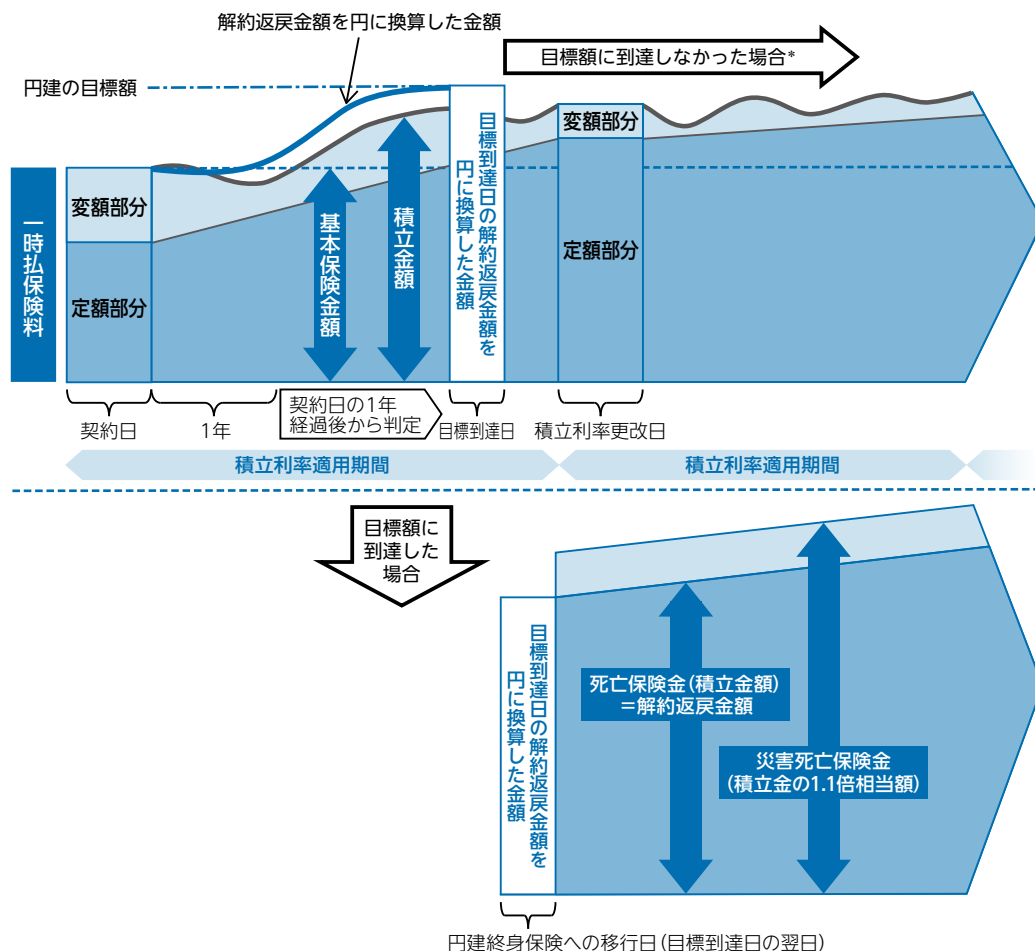 解約返戻金額を円に換算した金額
目標額に到達しなかった場合*
円建の目標額
一時払保険料
変額部分
定額部分
基本保険金額
積立金額
目標到達日の解約返戻金額を
円に換算した金額
変額部分
定額部分
契約日
1年
契約日の1年
経過後から判定
目標到達日
積立利率更改日
積立利率適用期間
積立利率適用期間
目標額に
到達した
場合
目標到達日の解約返戻金額を
円に換算した金額
死亡保険金(積立金額)
＝解約返戻金額
災害死亡保険金
(積立金の1.1倍相当額)
円建終身保険への移行日(目標到達日の翌日)